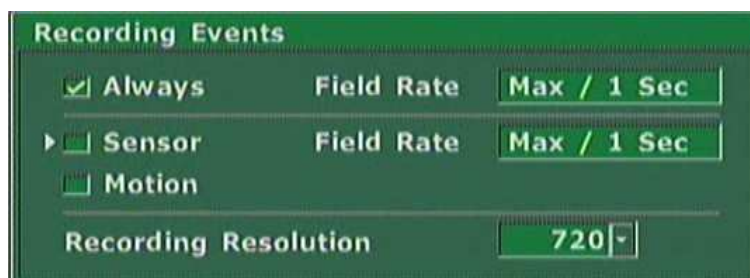 Recording Events
Always Field Rate Max / 1 Sec
Sensor Field Rate Max / 1 Sec
Motion
Recording Resolution 720